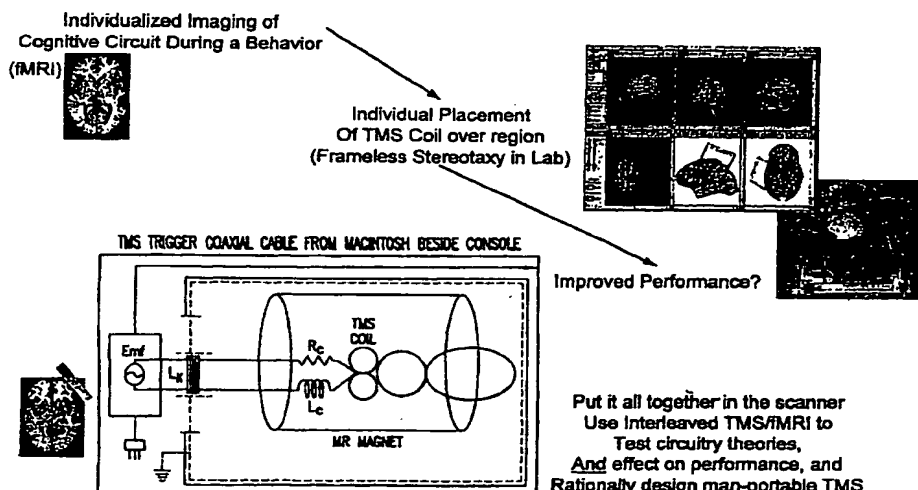 Individualized Imaging of
Cognitive Circuit During a Behavior
(fMRI)
Individual Placement
Of TMS Coil over region
(Frameless Stereotaxy in Lab)
Improved Performance?
TMS TRIGGER COAXIAL CABLE FROM MACINTOSH BESIDE CONSOLE
Emf
LK
RC
LC
TMS
COIL
MR MAGNET
Put it all together in the scanner
Use Interleaved TMS/fMRI to
Test circuitry theories,
And effect on performance, and
Rationally design man-portable TMS